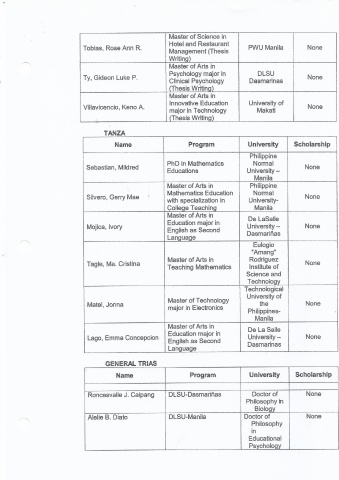 Tobias, Rose Ann R.
Master of Science in
Hotel and Restaurant
Management (Thesis
Writing)
PWU Manila
None
Ty, Gideon Luke P.
Master of Arts in
Psychology major in
Clinical Psychology
(Thesis Writing)
DLSU
Dasmarinas
None
Villavicencio, Keno A.
Master of Arts in
Innovative Education
major in Technology
(Thesis Writing)
University of
Makati
None
TANZA
Name
Program
University
Scholarship
Sebastian, Mildred
PhD in Mathematics
Educations
Philippine
Normal
University –
Manila
None
Silvero, Gerry Mae
Master of Arts in
Mathematics Education
with specialization in
College Teaching
Philippine
Normal
University-
Manila
None
Mojica, Ivory
Master of Arts in
Education major in
English as Second
Language
De LaSalle
University –
Dasmariñas
None
Tagle, Ma. Cristina
Master of Arts in
Teaching Mathematics
Eulogio
"Amang"
Rodriguez
Institute of
Science and
Technology
None
Matel, Jonna
Master of Technology
major in Electronics
Technological
University of
the
Philippines-
Manila
None
Lago, Emma Concepcion
Master of Arts in
Education major in
English as Second
Language
De La Salle
University –
Dasmarinas
None
GENERAL TRIAS
Name
Program
University
Scholarship
Roncesvalle J. Caipang
DLSU-Dasmariñas
Doctor of
Philosophy in
Biology
None
Alelie B. Diato
DLSU-Manila
Doctor of
Philosophy
in
Educational
Psychology
None